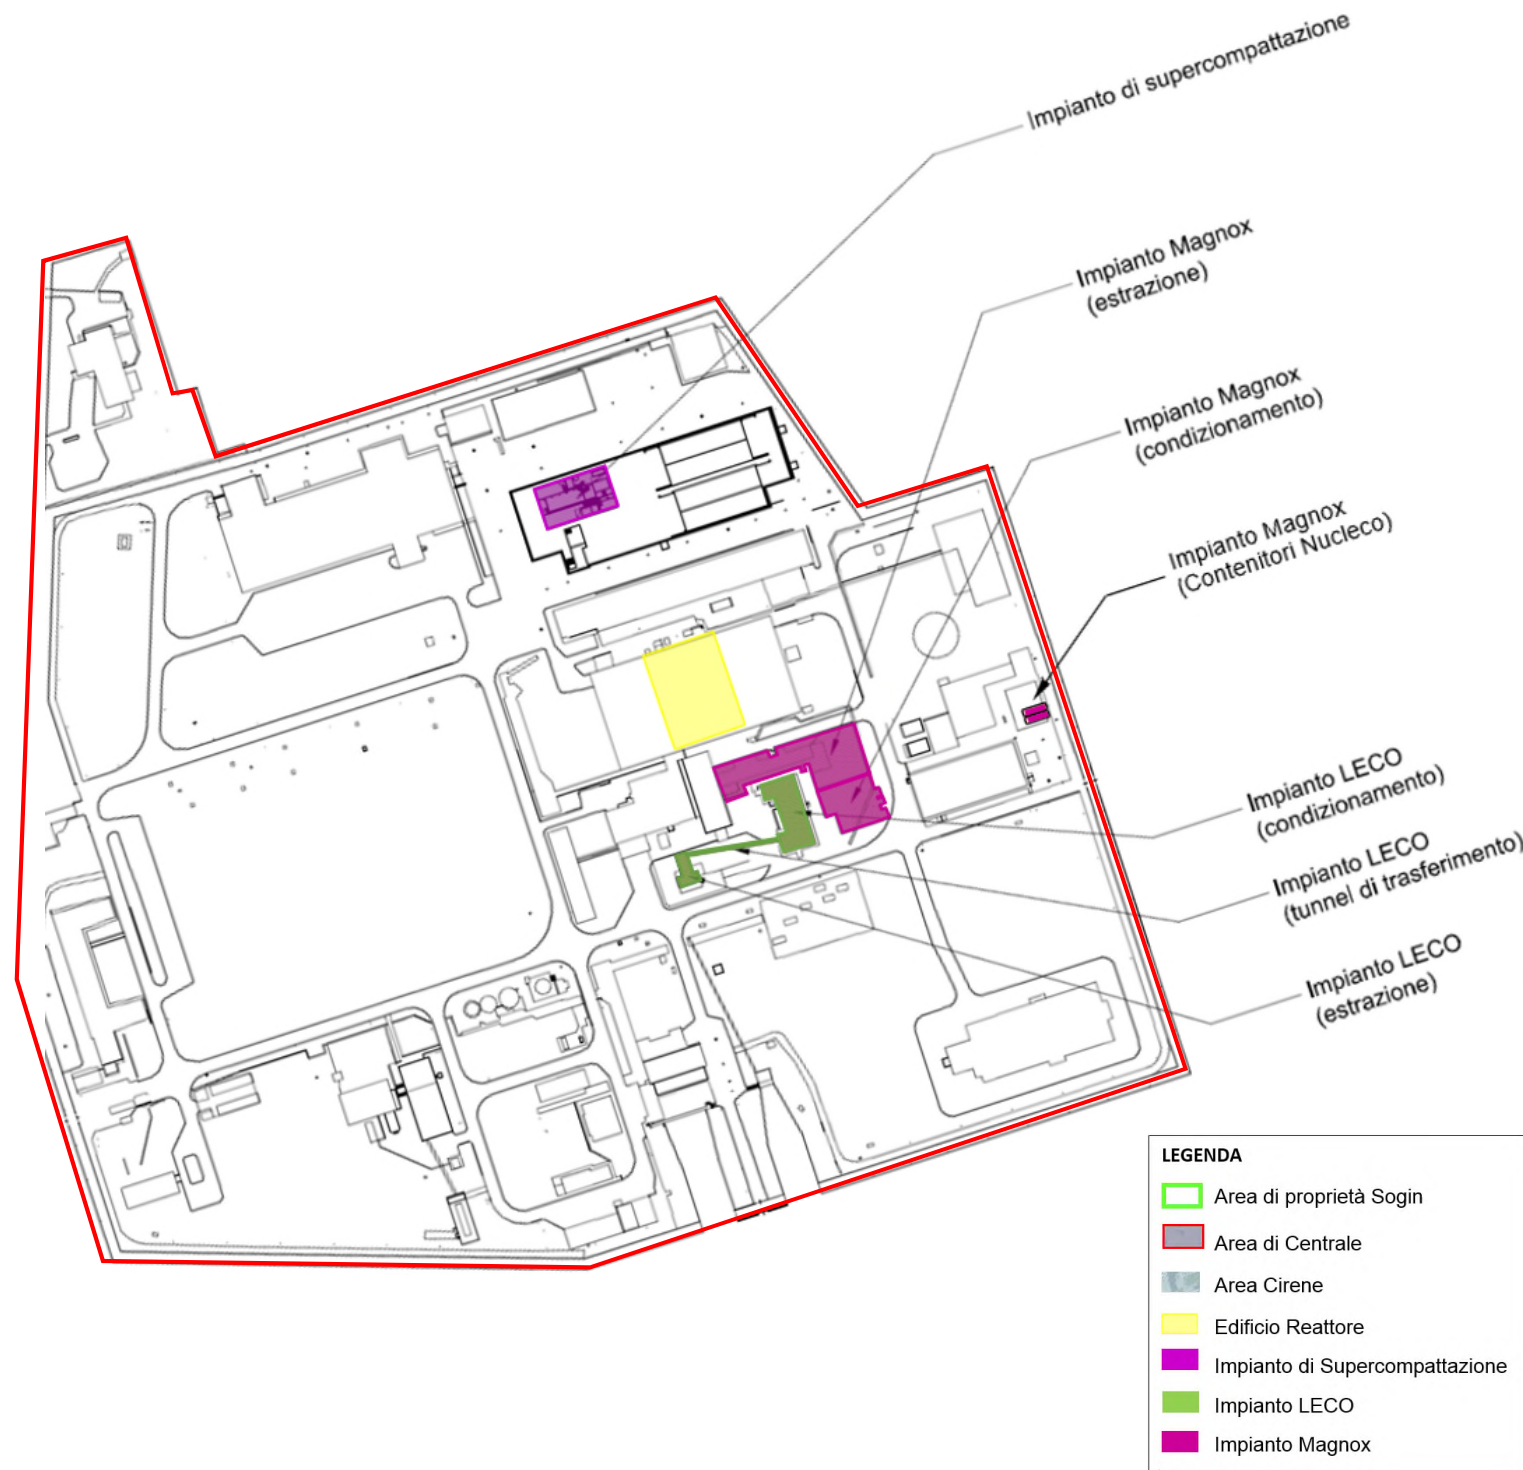 Impianto di supercompattazione
Impianto Magnox
(estrazione)
Impianto Magnox
(condizionamento)
Impianto Magnox
(Contenitori Nucleco)
Impianto LECO
(condizionamento)
Impianto LECO
(tunnel di trasferimento)
Impianto LECO
(estrazione)
LEGENDA
Area di proprietà Sogin
Area di Centrale
Area Cirene
Edificio Reattore
Impianto di Supercompattazione
Impianto LECO
Impianto Magnox